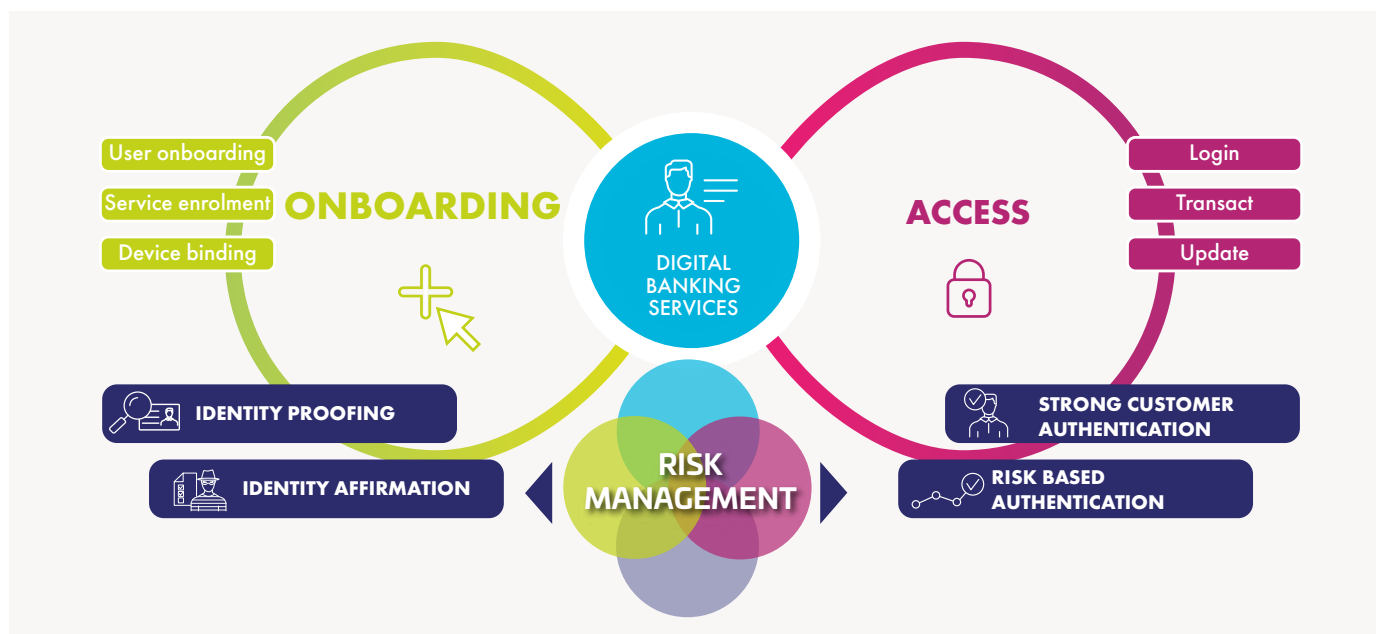 User onboarding
Service enrolment
Device binding
ONBOARDING
DIGITAL
BANKING
SERVICES
ACCESS
Login
Transact
Update
IDENTITY PROOFING
IDENTITY AFFIRMATION
RISK
MANAGEMENT
STRONG CUSTOMER
AUTHENTICATION
RISK BASED
AUTHENTICATION